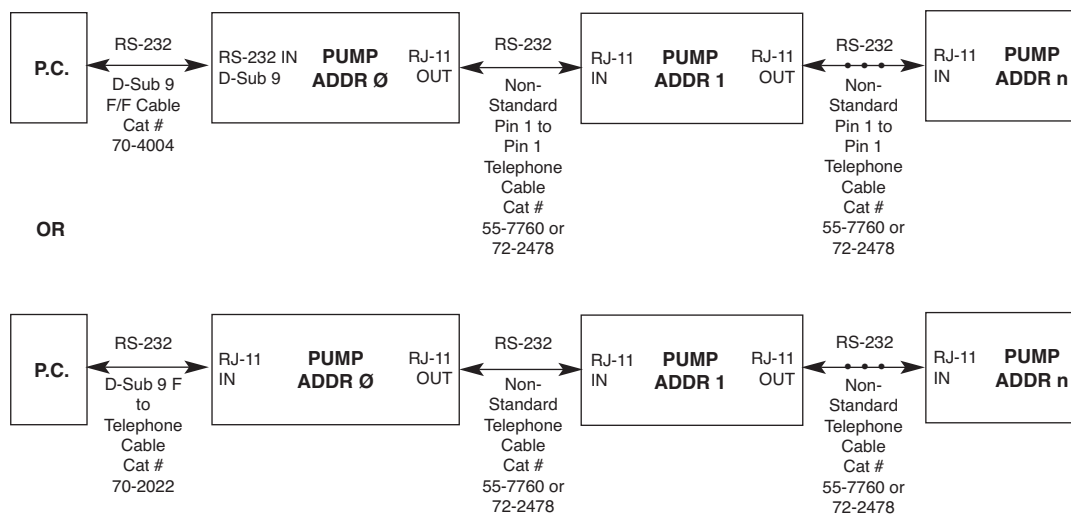 P.C.
RS-232
D-Sub 9
F/F Cable
Cat #
70-4004
RS-232 IN
D-Sub 9
PUMP
ADDR Ø
RJ-11
OUT
RS-232
Non-
Standard
Pin 1 to
Pin 1
Telephone
Cable
Cat #
55-7760 or
72-2478
RJ-11
IN
PUMP
ADDR 1
RJ-11
OUT
RS-232
Non-
Standard
Pin 1 to
Pin 1
Telephone
Cable
Cat #
55-7760 or
72-2478
RJ-11
IN
PUMP
ADDR n
OR
P.C.
RS-232
D-Sub 9 F
to
Telephone
Cable
Cat #
70-2022
RJ-11
IN
PUMP
ADDR Ø
RJ-11
OUT
RS-232
Non-
Standard
Telephone
Cable
Cat #
55-7760 or
72-2478
RJ-11
IN
PUMP
ADDR 1
RJ-11
OUT
RS-232
Non-
Standard
Telephone
Cable
Cat #
55-7760 or
72-2478
RJ-11
IN
PUMP
ADDR n